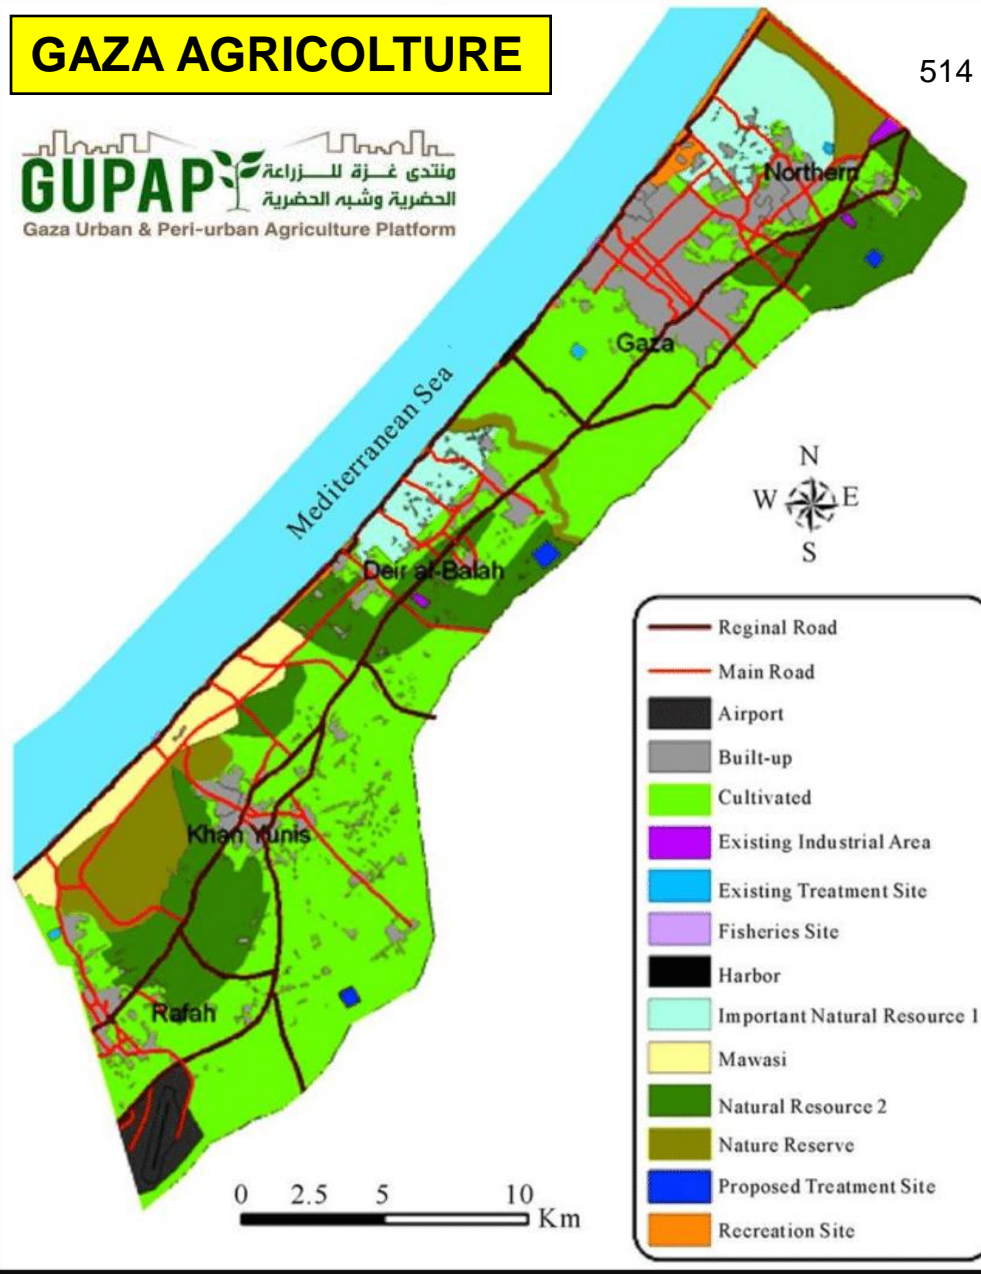 GAZA AGRICOLTURE
514
GUPAP
منتدى غـزة للـــزراعة
الحضرية وشبه الحضرية
Gaza Urban & Peri-urban Agriculture Platform
Northern
Gaza
Mediterranean Sea
N
W E
S
Deir al-Balah
Khan Yunis
Rafah
Reginal Road
Main Road
Airport
Built-up
Cultivated
Existing Industrial Area
Existing Treatment Site
Fisheries Site
Harbor
Important Natural Resource 1
Mawasi
Natural Resource 2
Nature Reserve
Proposed Treatment Site
Recreation Site
0 2.5 5 10
Km